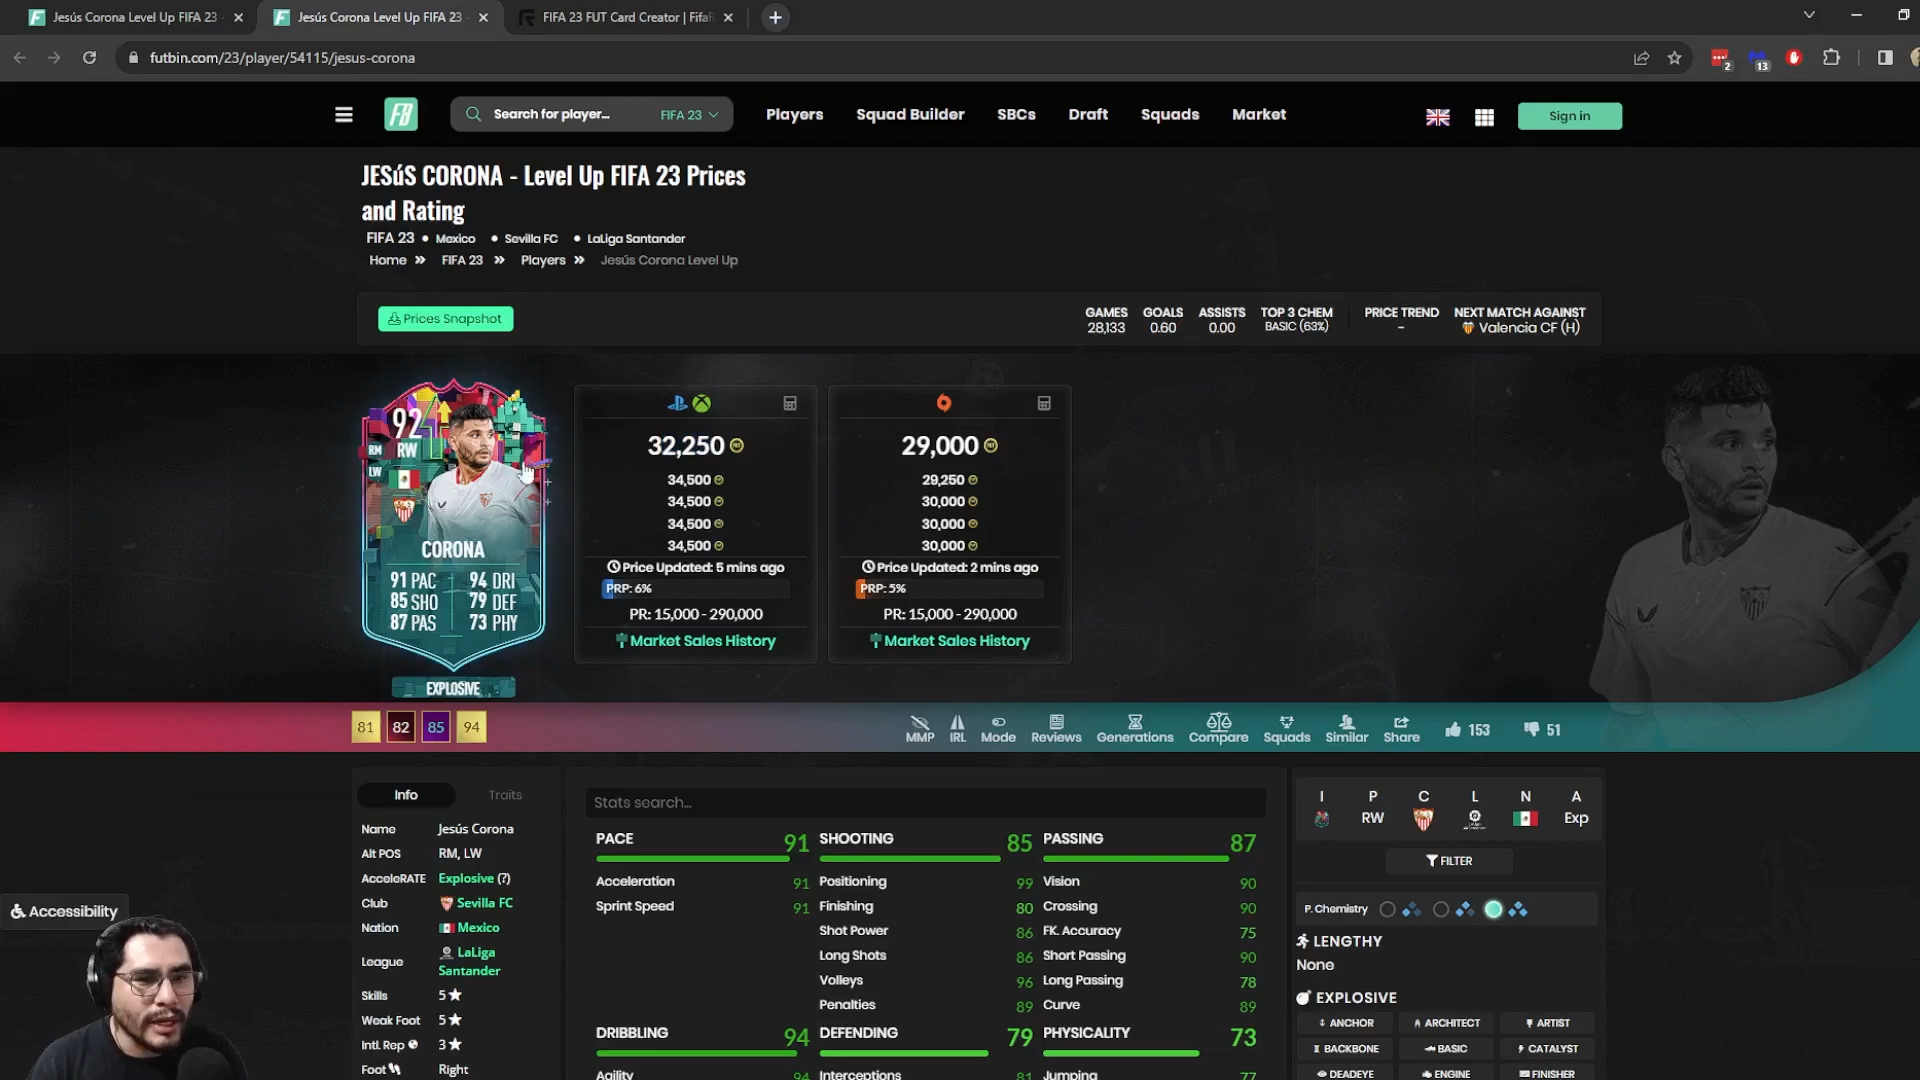 Jesús Corona Level Up FIFA 23
Jesús Corona Level Up FIFA 23
FIFA 23 FUT Card Creator | Fifa
futbin.com/23/player/54115/jesus-corona
2
13
Search for player...
FIFA 23
Players
Squad Builder
SBCs
Draft
Squads
Market
Sign in
JESúS CORONA - Level Up FIFA 23 Prices
and Rating
FIFA 23 • Mexico • Sevilla FC • LaLiga Santander
Home » FIFA 23 » Players » Jesús Corona Level Up
Prices Snapshot
GAMES
28,133
GOALS
0.60
ASSISTS
0.00
TOP 3 CHEM
BASIC (63%)
PRICE TREND
-
NEXT MATCH AGAINST
Valencia CF (H)
92
RW
RM
LW
CORONA
91 PAC 94 DRI
85 SHO 79 DEF
87 PAS 73 PHY
EXPLOSIVE
32,250
34,500
34,500
34,500
34,500
Price Updated: 5 mins ago
PRP: 6%
PR: 15,000 - 290,000
Market Sales History
29,000
29,250
30,000
30,000
30,000
Price Updated: 2 mins ago
PRP: 5%
PR: 15,000 - 290,000
Market Sales History
81 82 85 94
MMP
IRL
Mode
Reviews
Generations
Compare
Squads
Similar
Share
153
51
Info Traits
Name Jesús Corona
Alt POS RM, LW
AcceleRATE Explosive (?)
Club Sevilla FC
Nation Mexico
League LaLiga
Santander
Skills 5★
Weak Foot 5★
Intl. Rep 3★
Foot Right
Stats search...
PACE 91
Acceleration 91
Sprint Speed 91
SHOOTING 85
Positioning 99
Finishing 80
Shot Power 86
Long Shots 86
Volleys 96
Penalties 89
PASSING 87
Vision 90
Crossing 90
FK. Accuracy 75
Short Passing 90
Long Passing 78
Curve 89
DRIBBLING 94
Agility 94
DEFENDING 79
Interceptions 81
PHYSICALITY 73
Jumping 77
I P C L N A
RW Exp
FILTER
P. Chemistry
LENGTHY
None
EXPLOSIVE
ANCHOR ARCHITECT ARTIST
BACKBONE BASIC CATALYST
DEADEYE ENGINE FINISHER
Accessibility